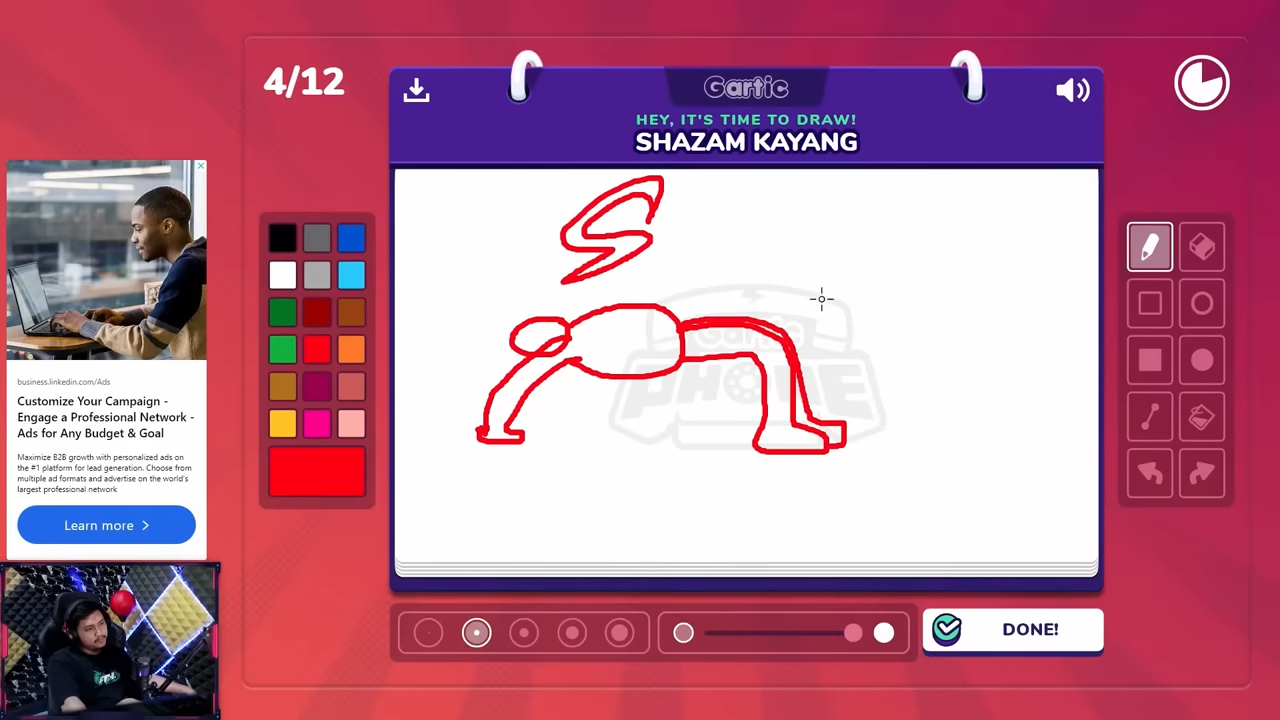 4/12
Gartic
HEY, IT'S TIME TO DRAW!
SHAZAM KAYANG
Gartic
PHONE
business.linkedin.com/Ads
Customize Your Campaign -
Engage a Professional Network -
Ads for Any Budget & Goal
Maximize B2B growth with personalized ads on
the #1 platform for lead generation. Choose from
multiple ad formats and advertise on the world's
largest professional network
Learn more
DONE!